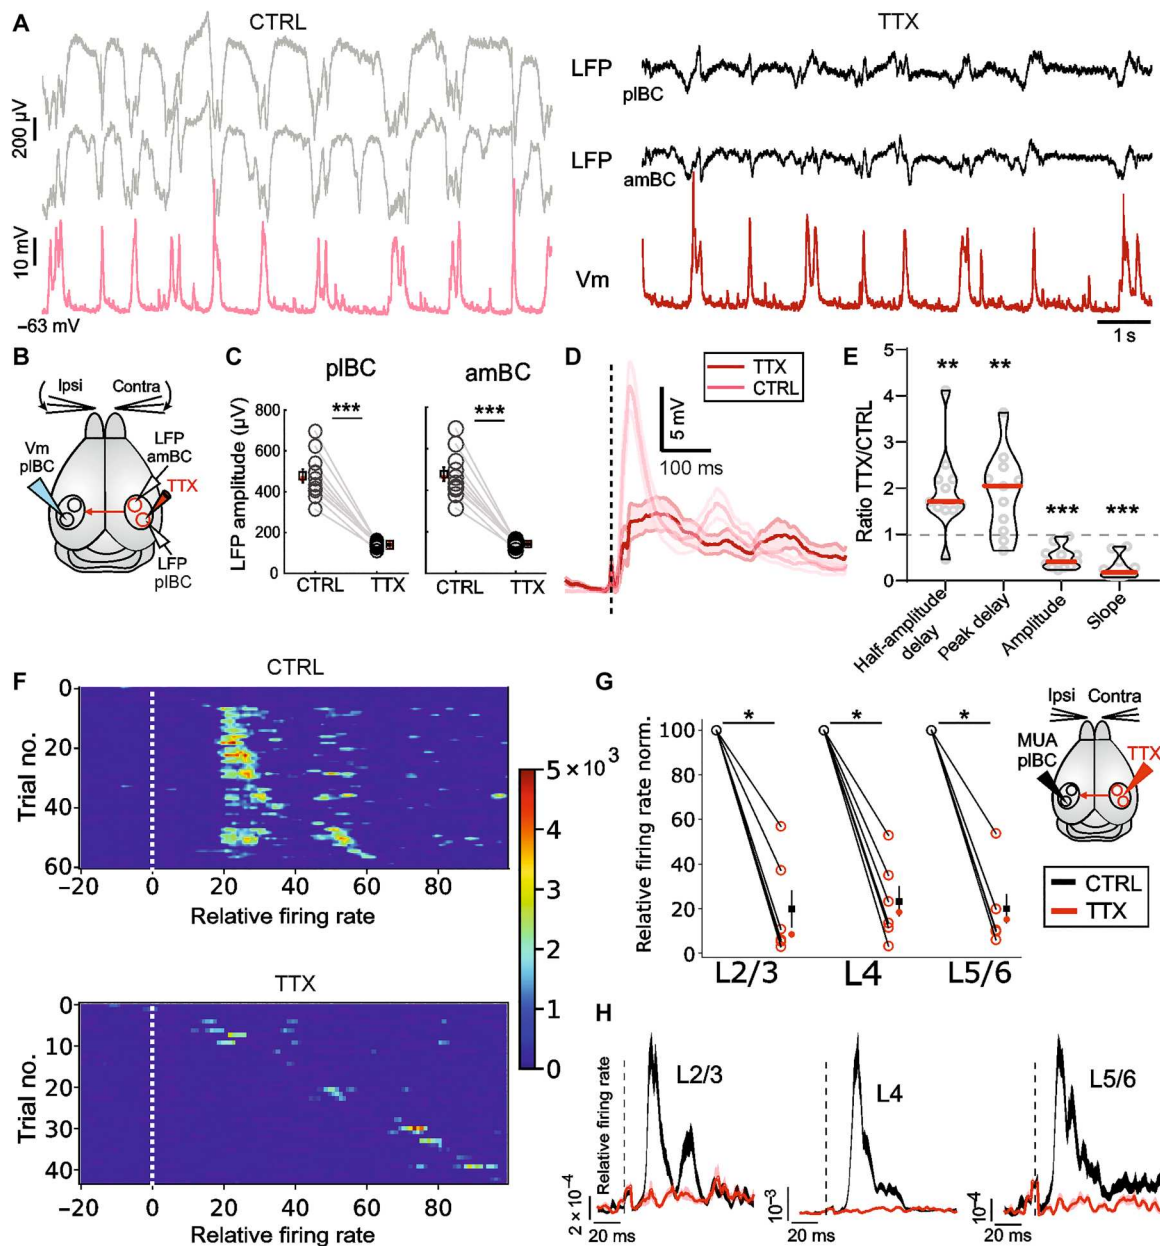 A
CTRL
TTX
200 µV
10 mV
−63 mV
LFP
plBC
LFP
amBC
Vm
1 s
B
Ipsi
Contra
Vm
plBC
LFP
amBC
TTX
LFP
plBC
C
plBC
amBC
LFP amplitude (µV)
800
600
400
200
0
***
***
CTRL
TTX
CTRL
TTX
D
TTX
CTRL
5 mV
100 ms
E
Ratio TTX/CTRL
5
4
3
2
1
0
**
**
***
***
Half-amplitude
delay
Peak delay
Amplitude
Slope
F
CTRL
Trial no.
0
20
40
60
−20
0
20
40
60
80
Relative firing rate
TTX
Trial no.
0
10
20
30
40
−20
0
20
40
60
80
Relative firing rate
5 × 10³
4
3
2
1
0
G
Relative firing rate norm.
100
80
60
40
20
0
*
*
*
L2/3
L4
L5/6
Ipsi
Contra
MUA
plBC
TTX
CTRL
TTX
H
Relative firing rate
L2/3
L4
L5/6
2 × 10⁻⁴
20 ms
10⁻³
20 ms
10⁻⁴
20 ms